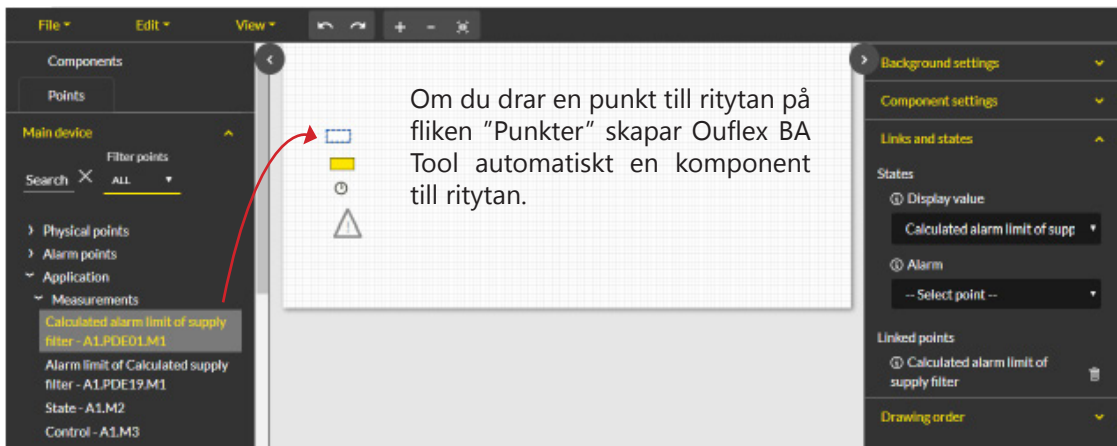 File
Edit
View
Components
Points
Main device
Filter points
Search
ALL
Physical points
Alarm points
Application
Measurements
Calculated alarm limit of supply
filter - A1.PDE01.M1
Alarm limit of Calculated supply
filter - A1.PDE19.M1
State - A1.M2
Control - A1.M3
Om du drar en punkt till ritytan på
fliken ”Punkter” skapar Ouflex BA
Tool automatiskt en komponent
till ritytan.
Background settings
Component settings
Links and states
States
Display value
Calculated alarm limit of supp
Alarm
-- Select point --
Linked points
Calculated alarm limit of
supply filter
Drawing order